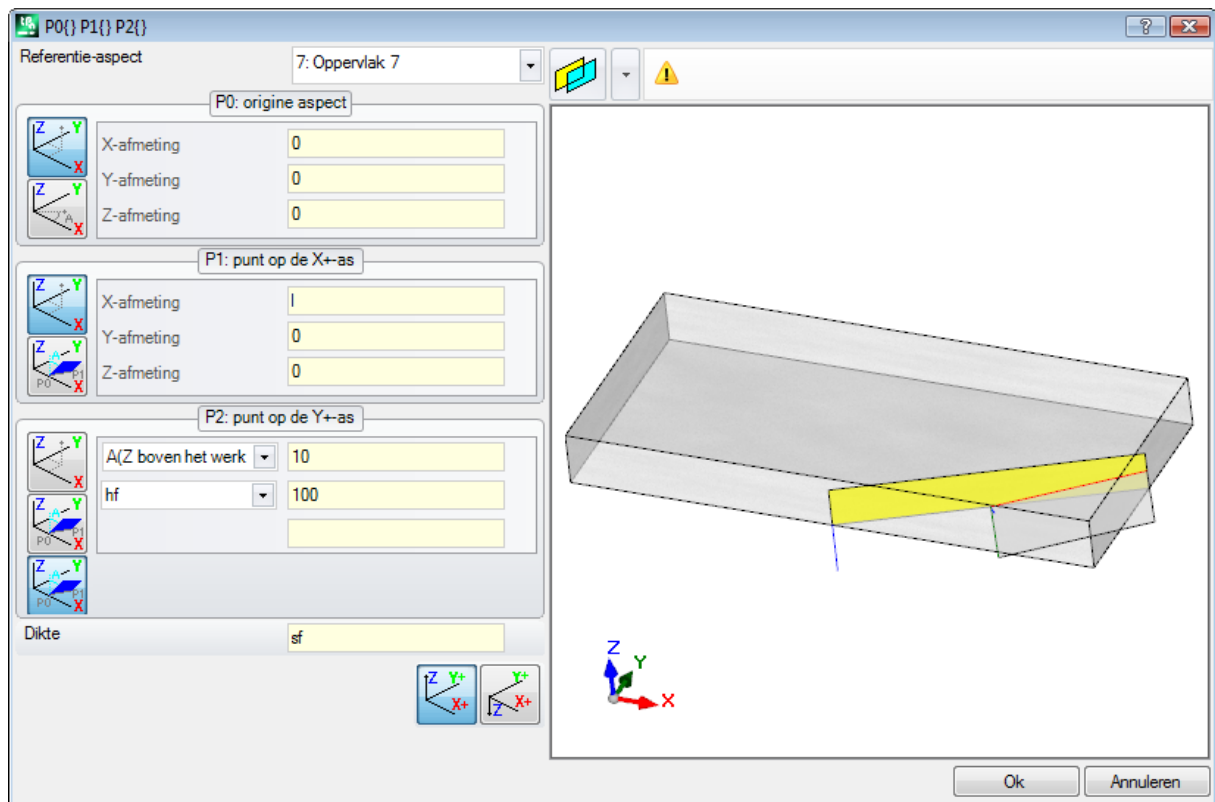 P0{} P1{} P2{}
Referentie-aspect
7: Oppervlak 7
P0: origine aspect
X-afmeting
0
Y-afmeting
0
Z-afmeting
0
P1: punt op de X+-as
X-afmeting
l
Y-afmeting
0
Z-afmeting
0
P2: punt op de Y+-as
A(Z boven het werk
10
hf
100
Dikte
sf
Z Y+ X+
Y+ Z X+
Z Y X
Ok
Annuleren